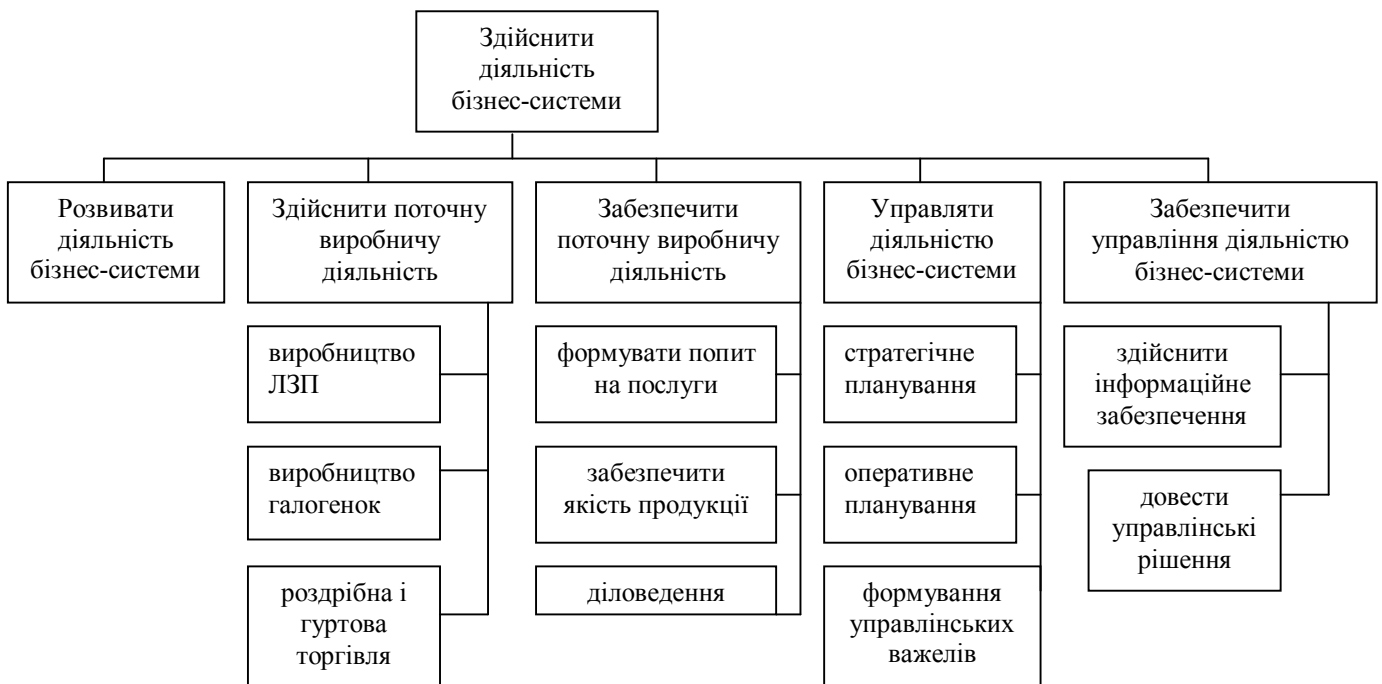 Здійснити
діяльність
бізнес-системи
Розвивати
діяльність
бізнес-системи
Здійснити поточну
виробничу
діяльність
Забезпечити
поточну виробничу
діяльність
Управляти
діяльністю
бізнес-системи
Забезпечити
управління діяльністю
бізнес-системи
виробництво
ЛЗП
виробництво
галогенок
роздрібна і
гуртова
торгівля
формувати попит
на послуги
забезпечити
якість продукції
діловедення
стратегічне
планування
оперативне
планування
формування
управлінських
важелів
здійснити
інформаційне
забезпечення
довести
управлінські
рішення